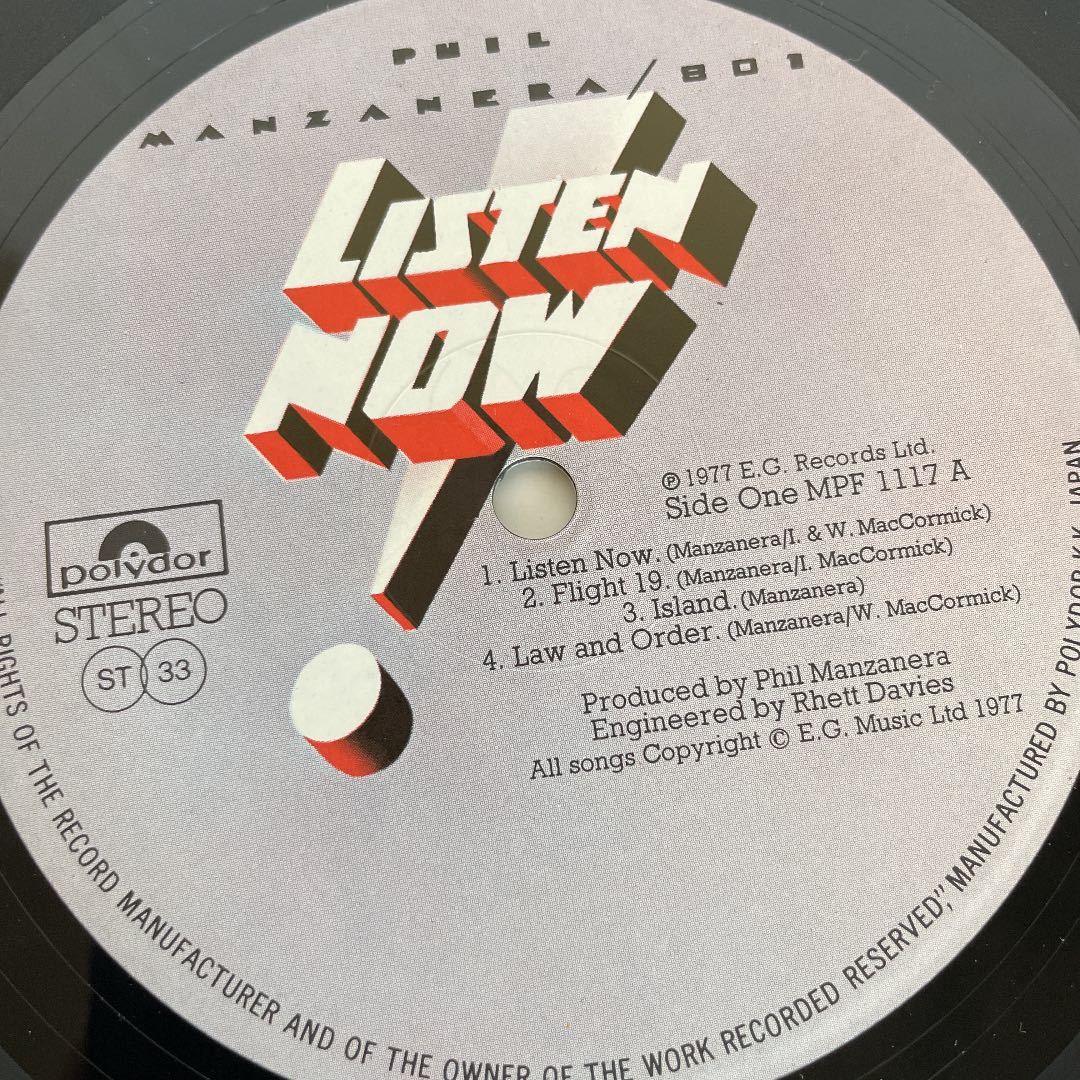 PHIL
MANZANERA/801
LISTEN
NOW
℗ 1977 E.G. Records Ltd.
Side One MPF 1117 A
1. Listen Now. (Manzanera/I. & W. MacCormick)
2. Flight 19. (Manzanera/I. MacCormick)
3. Island. (Manzanera)
4. Law and Order. (Manzanera/W. MacCormick)
Produced by Phil Manzanera
Engineered by Rhett Davies
All songs Copyright © E.G. Music Ltd 1977
polydor
STEREO
ST 33
"ALL RIGHTS OF THE RECORD MANUFACTURER AND OF THE OWNER OF THE WORK RECORDED RESERVED", MANUFACTURED BY POLYDOR K.K. JAPAN